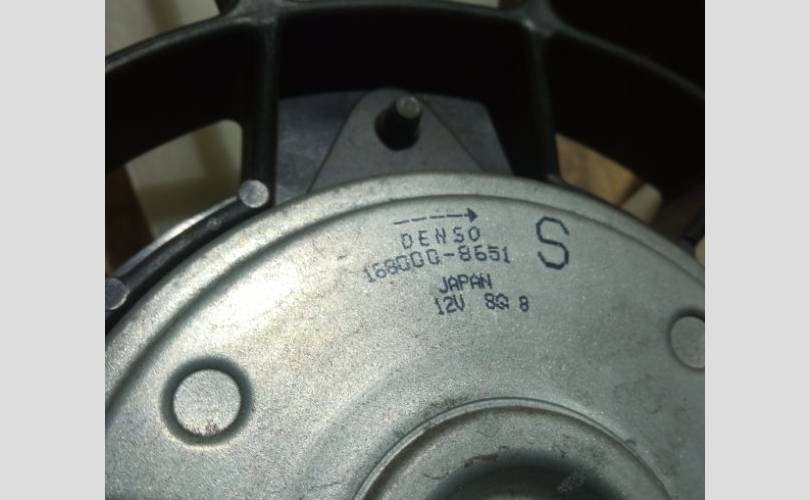 DENSO
168000-8651
S
JAPAN
12V 8G 8